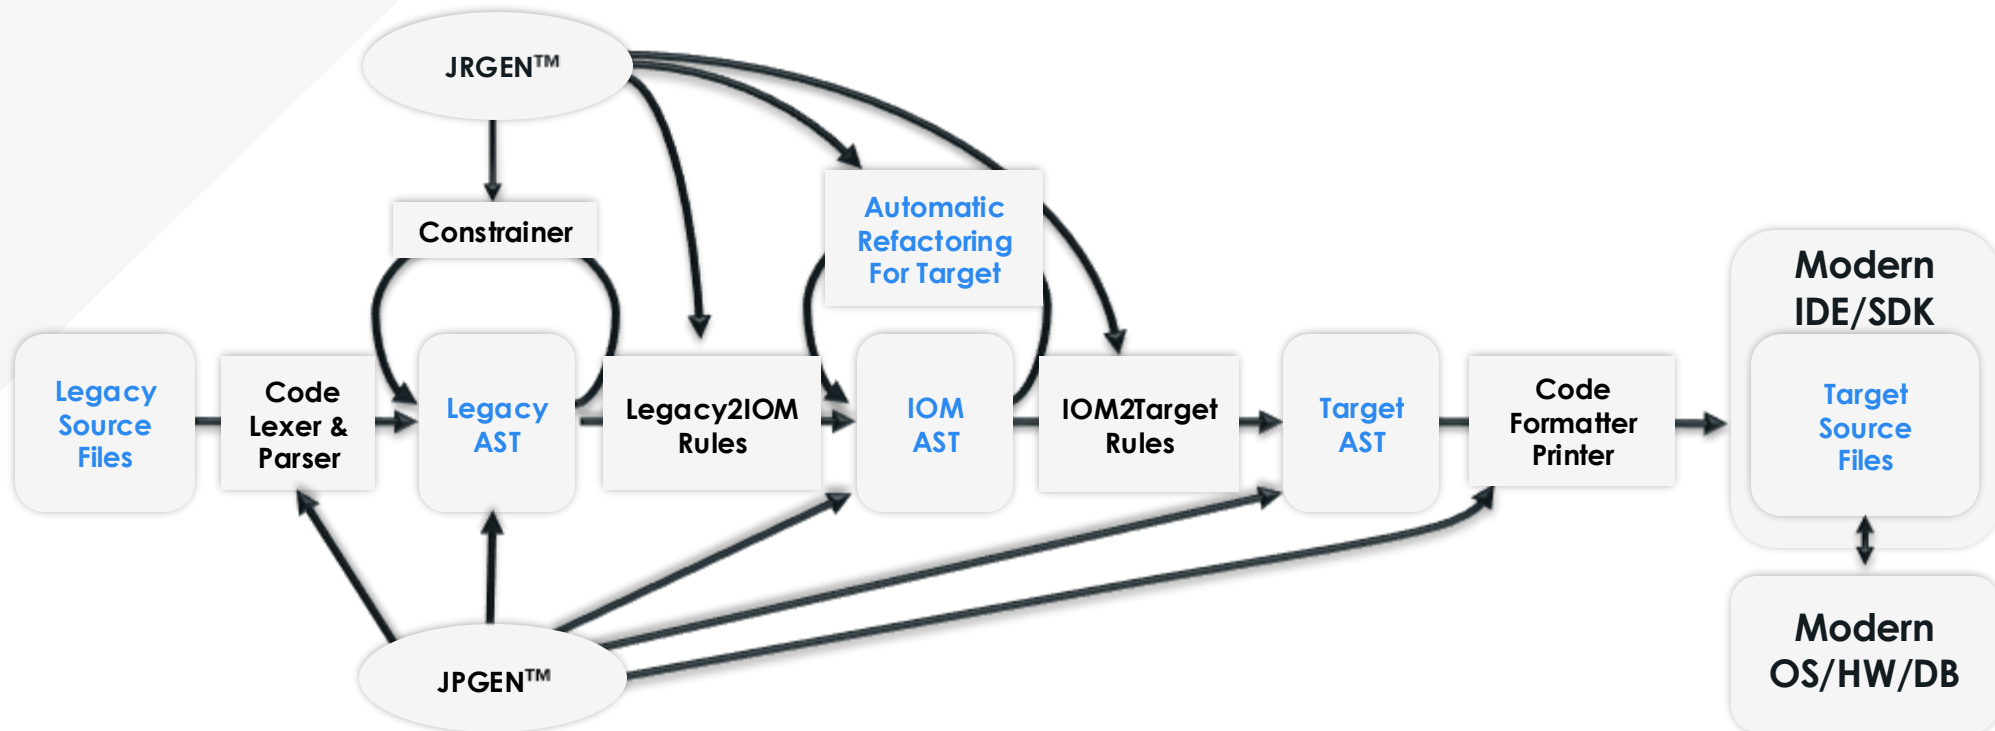 JRGEN™
Constrainer
Automatic
Refactoring
For Target
Modern
IDE/SDK
Legacy
Source
Files
Code
Lexer &
Parser
Legacy
AST
Legacy2IOM
Rules
IOM
AST
IOM2Target
Rules
Target
AST
Code
Formatter
Printer
Target
Source
Files
JPGEN™
Modern
OS/HW/DB